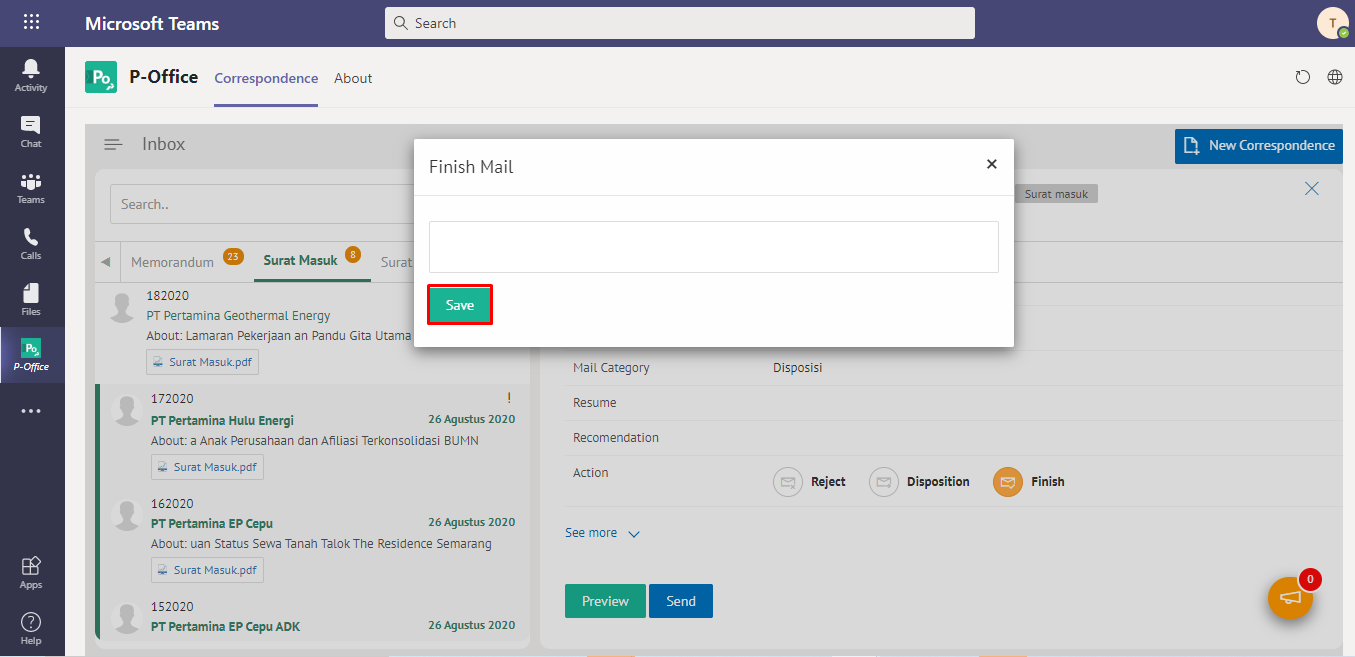 Microsoft Teams
Search
T
Activity
Chat
Teams
Calls
Files
Po
P-Office
Apps
Help
Po
P-Office
Correspondence
About
Inbox
New Correspondence
Search..
Memorandum 23
Surat Masuk 8
Surat
182020
PT Pertamina Geothermal Energy
About: Lamaran Pekerjaan an Pandu Gita Utama
Surat Masuk.pdf
172020 !
PT Pertamina Hulu Energi 26 Agustus 2020
About: a Anak Perusahaan dan Afiliasi Terkonsolidasi BUMN
Surat Masuk.pdf
162020
PT Pertamina EP Cepu 26 Agustus 2020
About: uan Status Sewa Tanah Talok The Residence Semarang
Surat Masuk.pdf
152020
PT Pertamina EP Cepu ADK 26 Agustus 2020
Finish Mail ×
Save
Surat masuk
Mail Category Disposisi
Resume
Recomendation
Action Reject Disposition Finish
See more
Preview Send
0